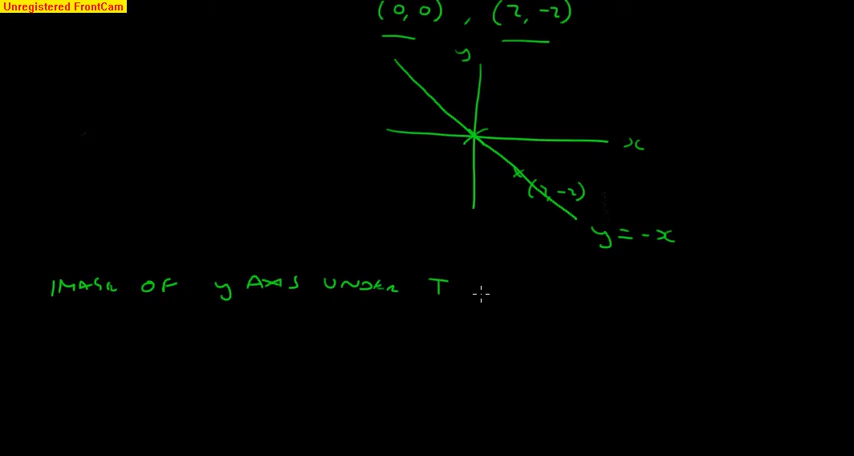 Unregistered FrontCam
(0,0) , (2,-2)
y
x
(2,-2)
y = -x
IMAGE OF y AXIS UNDER T